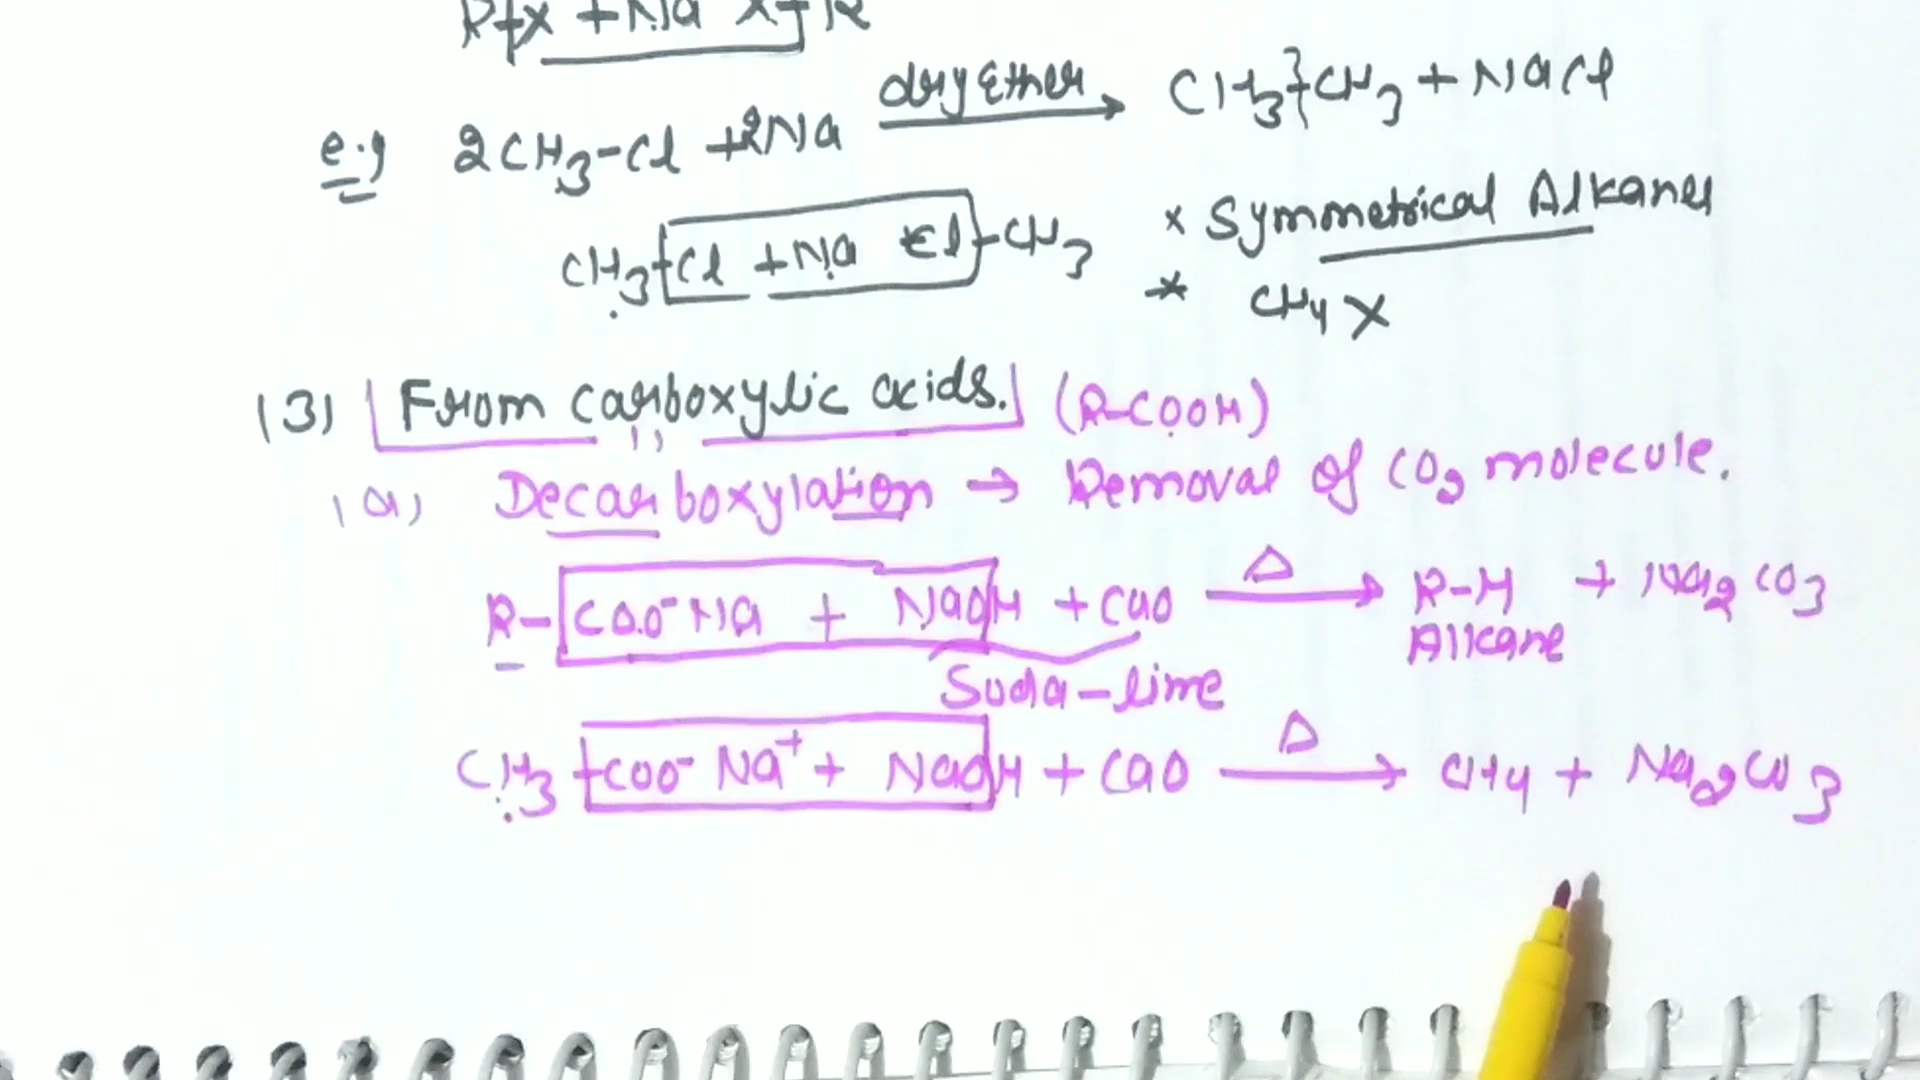 R-x + Na x-R
e.g 2CH3-Cl +2Na dry Ether → CH3-CH3 + NaCl
CH3-Cl +Na Cl-CH3
* Symmetrical Alkanes
* CH4 X
(3) From carboxylic acids. (R-COOH)
(a) Decarboxylation → Removal of CO2 molecule.
R-COO-Na + NaOH + CaO Δ → R-H + Na2CO3
Alkane
Soda-lime
CH3-COO- Na+ + NaOH + CaO Δ → CH4 + Na2CO3